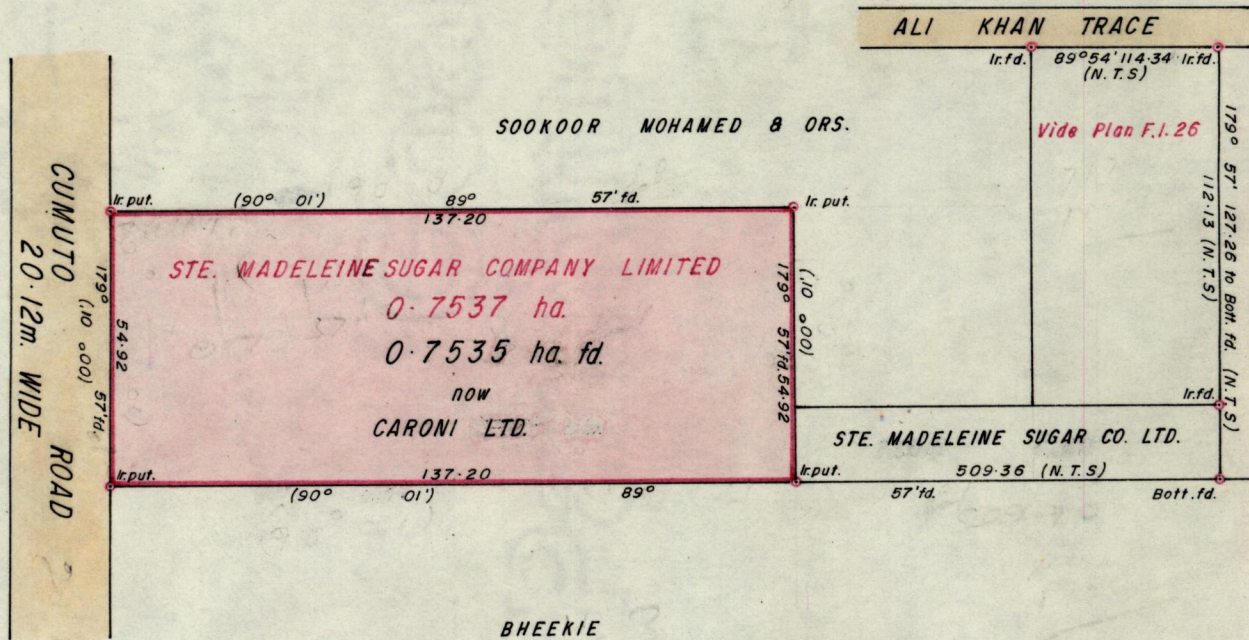 ALI KHAN TRACE
Ir.fd. 89°54' 114·34 Ir.fd.
(N.T.S)
Vide Plan F.I.26
179° 57' 127·26 to Bott. fd. (N.T.S)
112·13 (N.T.S)
SOOKOOR MOHAMED & ORS.
Ir. put. (90° 01') 89° 57' fd. Ir. put.
137·20
CUMUTO ROAD
20·12m. WIDE
179° (00° 01') 57'fd.
54·92
STE. MADELEINE SUGAR COMPANY LIMITED
0·7537 ha.
0·7535 ha. fd.
now
CARONI LTD.
179° 57'fd. 54·92
(00° 01')
Ir.fd.
STE. MADELEINE SUGAR CO. LTD.
Ir.put. 137·20 Ir.put. 509·36 (N.T.S)
(90° 01') 89° 57'fd. Bott.fd.
BHEEKIE